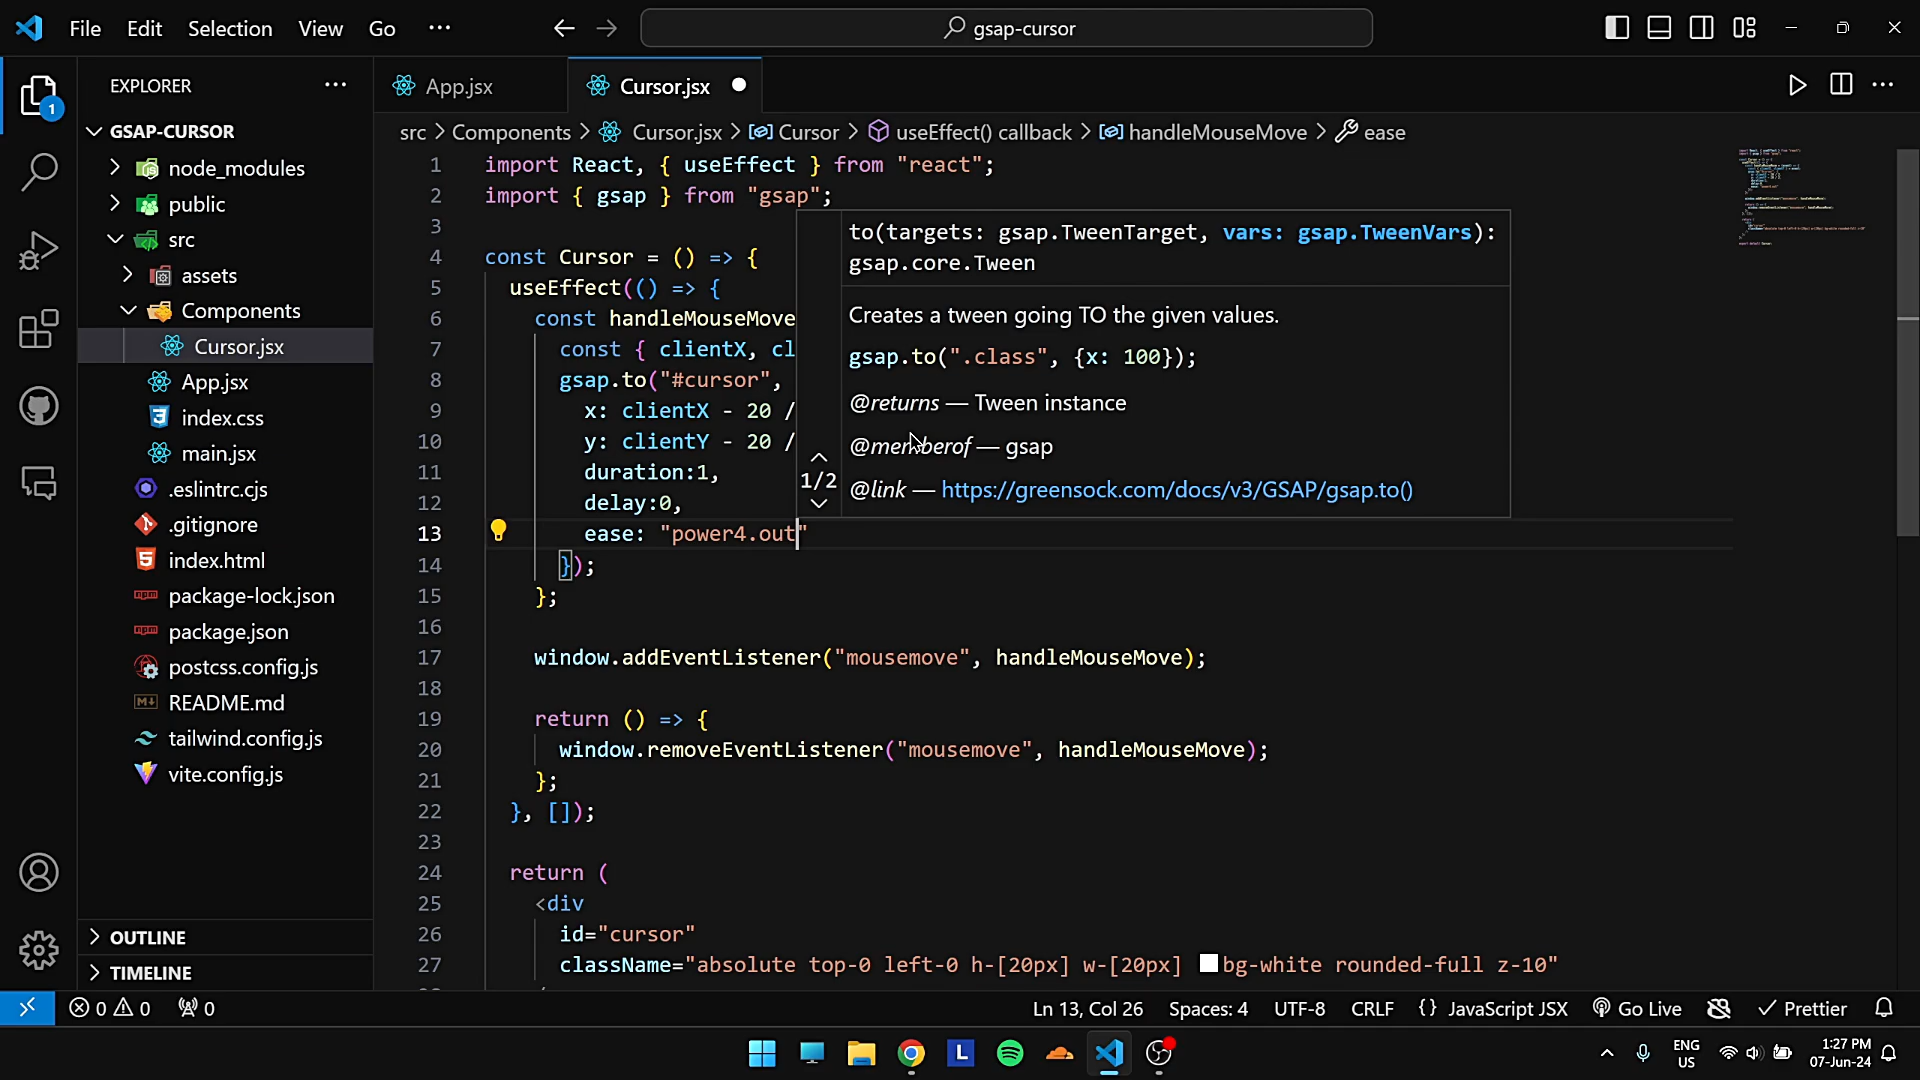 File Edit Selection View Go ···
gsap-cursor
EXPLORER ···
GSAP-CURSOR
node_modules
public
src
assets
Components
Cursor.jsx
App.jsx
index.css
main.jsx
.eslintrc.cjs
.gitignore
index.html
package-lock.json
package.json
postcss.config.js
README.md
tailwind.config.js
vite.config.js
OUTLINE
TIMELINE
1
App.jsx Cursor.jsx
src > Components > Cursor.jsx > Cursor > useEffect() callback > handleMouseMove > ease
1 import React, { useEffect } from "react";
2 import { gsap } from "gsap";
3
4 const Cursor = () => {
5 useEffect(() => {
6 const handleMouseMove
7 const { clientX, cl
8 gsap.to("#cursor",
9 x: clientX - 20 /
10 y: clientY - 20 /
11 duration:1,
12 delay:0,
13 ease: "power4.out"
14 });
15 };
16
17 window.addEventListener("mousemove", handleMouseMove);
18
19 return () => {
20 window.removeEventListener("mousemove", handleMouseMove);
21 };
22 }, []);
23
24 return (
25 <div
26 id="cursor"
27 className="absolute top-0 left-0 h-[20px] w-[20px] bg-white rounded-full z-10"
to(targets: gsap.TweenTarget, vars: gsap.TweenVars):
gsap.core.Tween
Creates a tween going TO the given values.
gsap.to(".class", {x: 100});
@returns — Tween instance
@memberof — gsap
1/2
@link — https://greensock.com/docs/v3/GSAP/gsap.to()
0 0 0 Ln 13, Col 26 Spaces: 4 UTF-8 CRLF {} JavaScript JSX Go Live Prettier
L
ENG
US
1:27 PM
07-Jun-24